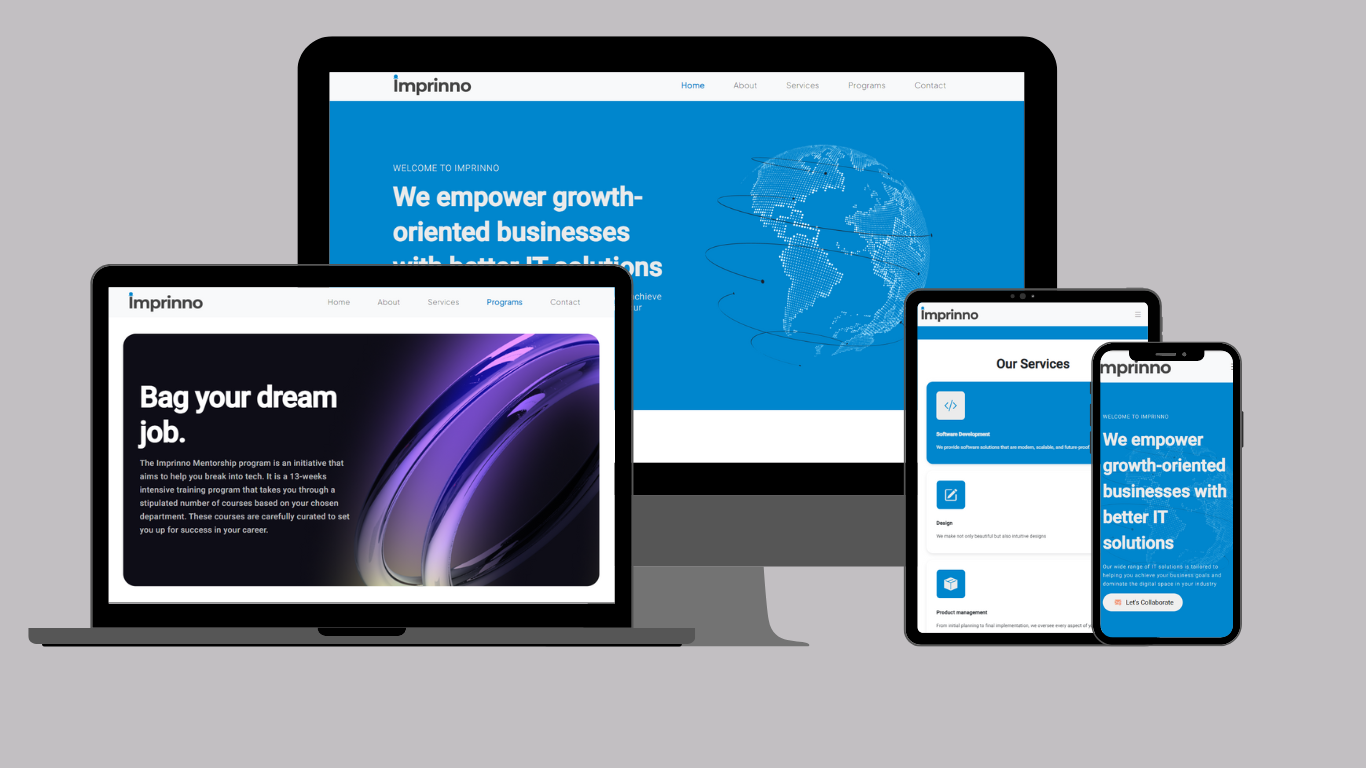 imprinno
Home About Services Programs Contact
WELCOME TO IMPRINNO
We empower growth-
oriented businesses
with better IT solutions
achieve
ur
imprinno
Home About Services Programs Contact
Bag your dream
job.
The Imprinno Mentorship program is an initiative that
aims to help you break into tech. It is a 13-weeks
intensive training program that takes you through a
stipulated number of courses based on your chosen
department. These courses are carefully curated to set
you up for success in your career.
imprinno
Our Services
Software Development
We provide software solutions that are modern, scalable, and future-proof
Design
We make not only beautiful but also intuitive designs
Product management
From initial planning to final implementation, we oversee every aspect of
mprinno
WELCOME TO IMPRINNO
We empower
growth-oriented
businesses with
better IT
solutions
Our wide range of IT solutions is tailored to
helping you achieve your business goals and
dominate the digital space in your industry
Let's Collaborate